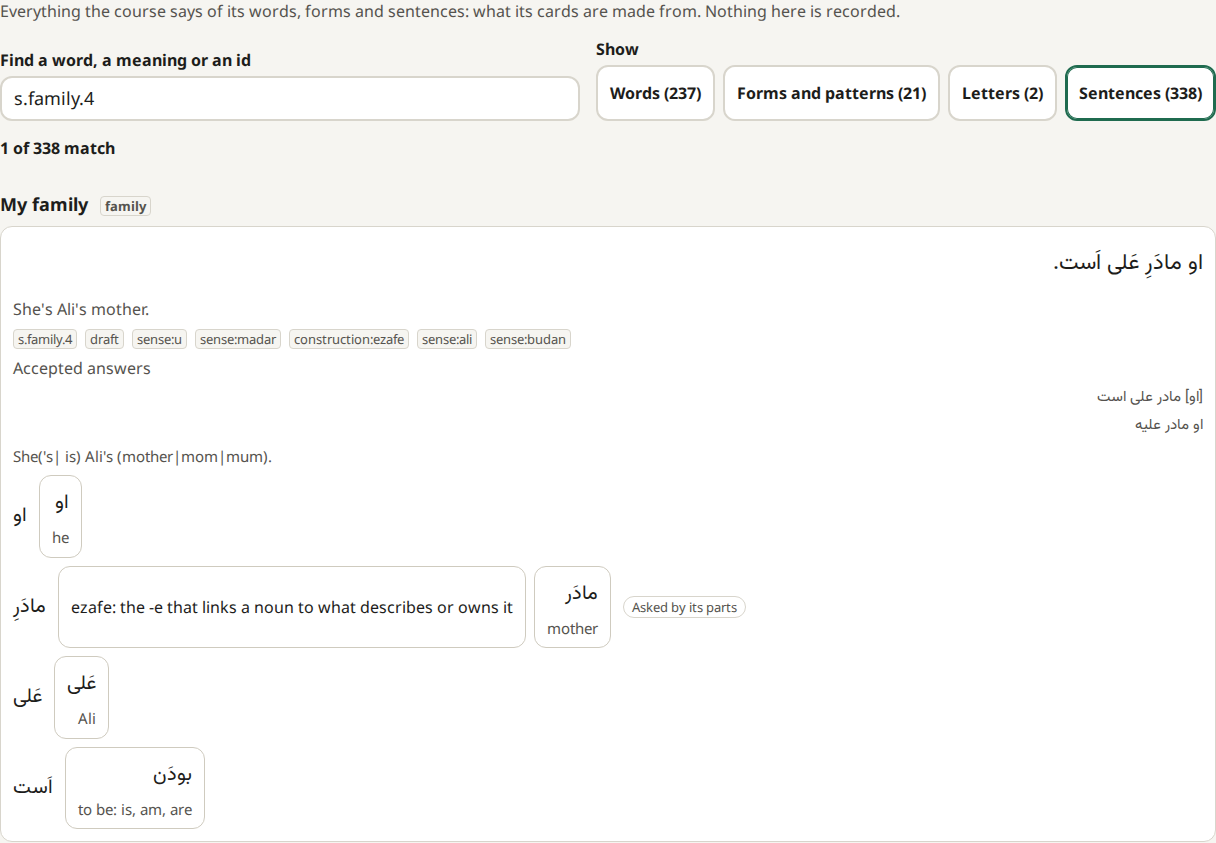 Everything the course says of its words, forms and sentences: what its cards are made from. Nothing here is recorded.
Find a word, a meaning or an id
s.family.4
Show
Words (237)
Forms and patterns (21)
Letters (2)
Sentences (338)
1 of 338 match
My family family
او مادَرِ عَلی اَست.
She's Ali's mother.
s.family.4 draft sense:u sense:madar construction:ezafe sense:ali sense:budan
Accepted answers
[او] مادر علی است
او مادر علیه
She('s| is) Ali's (mother|mom|mum).
او
او
he
مادَرِ
ezafe: the -e that links a noun to what describes or owns it
مادَر
mother
Asked by its parts
عَلی
عَلی
Ali
اَست
بودَن
to be: is, am, are